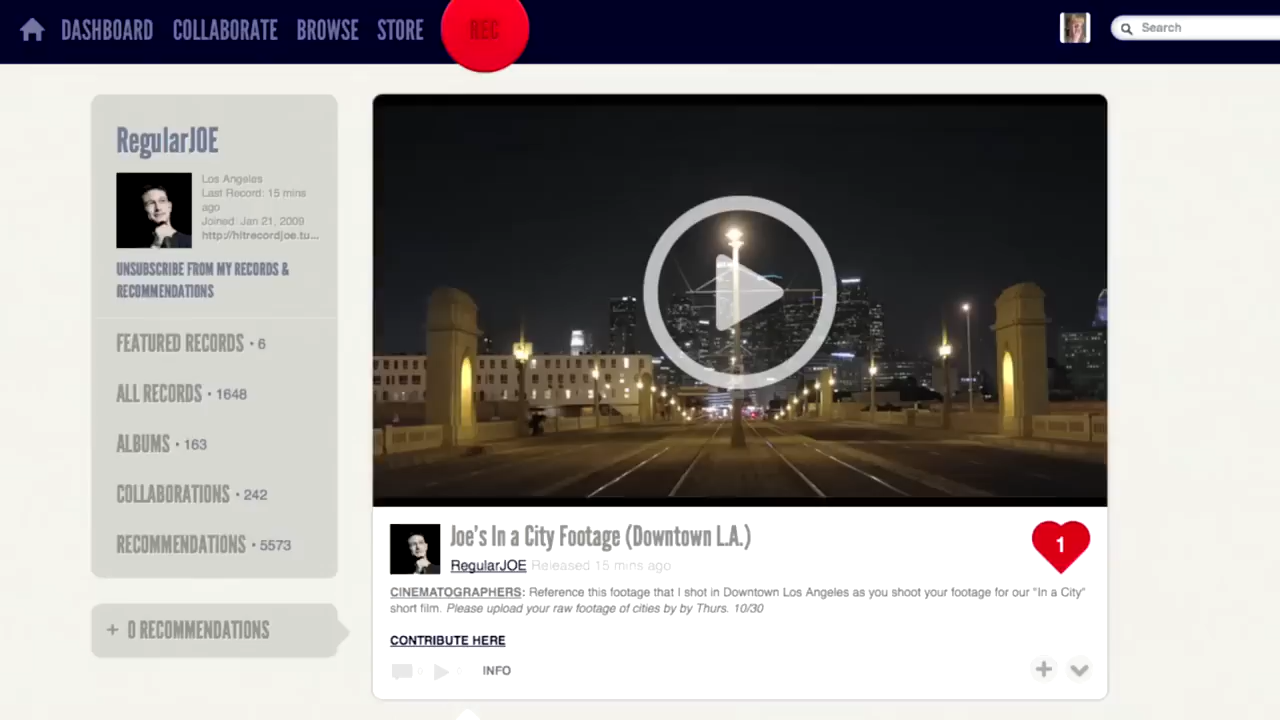 DASHBOARD COLLABORATE BROWSE STORE REC Search
RegularJOE
Los Angeles
Last Record: 15 mins
ago
Joined: Jan 21, 2009
http://hitrecordjoe.tu...
UNSUBSCRIBE FROM MY RECORDS &
RECOMMENDATIONS
FEATURED RECORDS • 6
ALL RECORDS • 1648
ALBUMS • 163
COLLABORATIONS • 242
RECOMMENDATIONS • 5573
+ 0 RECOMMENDATIONS
Joe's In a City Footage (Downtown L.A.)
1
RegularJOE Released 15 mins ago
CINEMATOGRAPHERS: Reference this footage that I shot in Downtown Los Angeles as you shoot your footage for our "In a City"
short film. Please upload your raw footage of cities by by Thurs. 10/30
CONTRIBUTE HERE
INFO